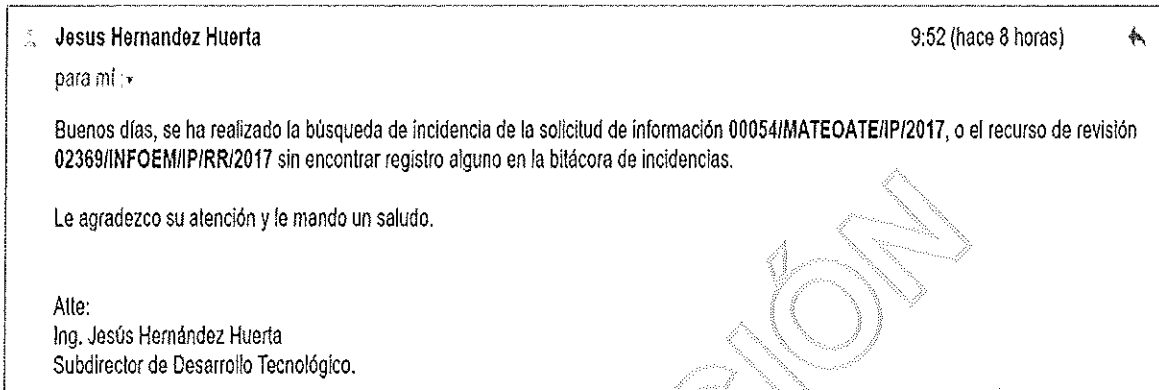 Jesus Hernandez Huerta 9:52 (hace 8 horas)
para mí
Buenos días, se ha realizado la búsqueda de incidencia de la solicitud de información 00054/MATEOATE/IP/2017, o el recurso de revisión
02369/INFOEM/IP/RR/2017 sin encontrar registro alguno en la bitácora de incidencias.
Le agradezco su atención y le mando un saludo.
Atte:
Ing. Jesús Hernández Huerta
Subdirector de Desarrollo Tecnológico.